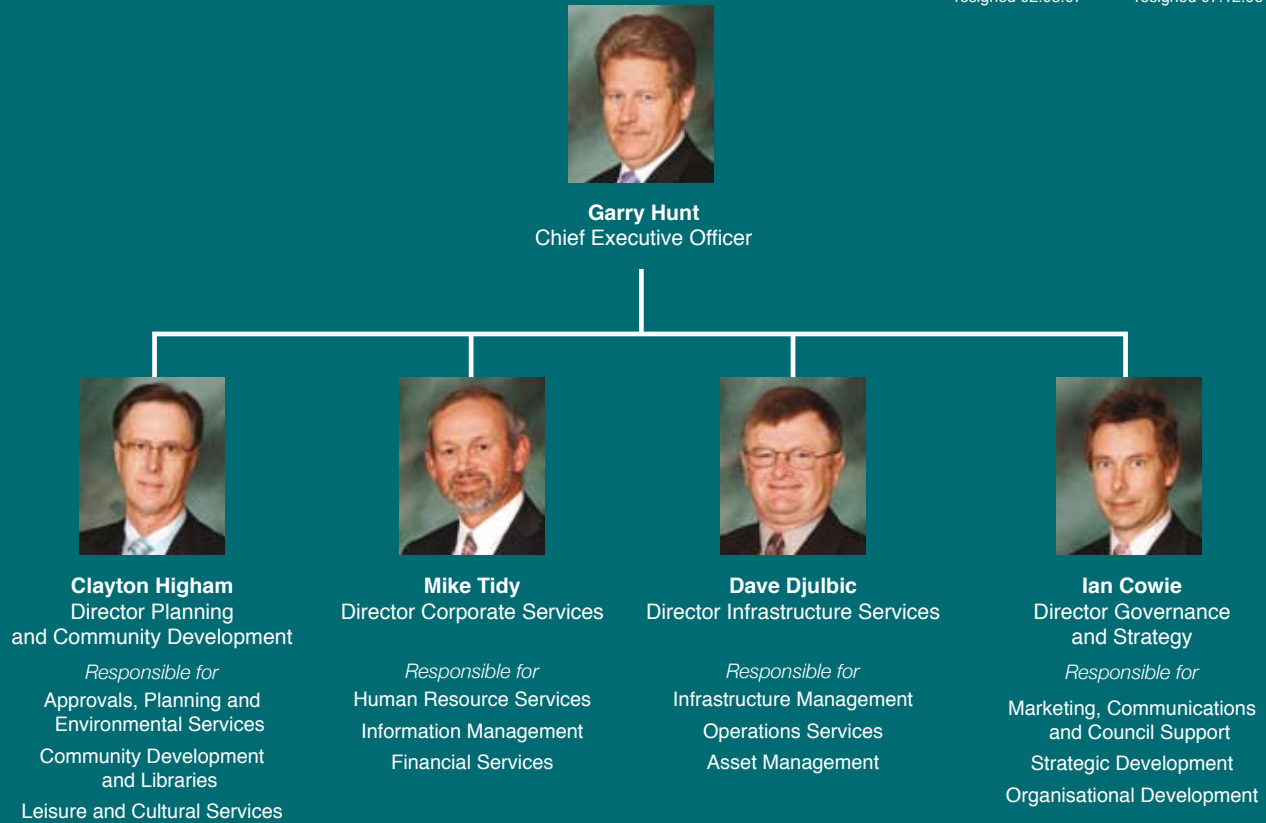 Garry Hunt
Chief Executive Officer
Clayton Higham
Director Planning
and Community Development
Responsible for
Approvals, Planning and
Environmental Services
Community Development
and Libraries
Leisure and Cultural Services
Mike Tidy
Director Corporate Services
Responsible for
Human Resource Services
Information Management
Financial Services
Dave Djulbic
Director Infrastructure Services
Responsible for
Infrastructure Management
Operations Services
Asset Management
Ian Cowie
Director Governance
and Strategy
Responsible for
Marketing, Communications
and Council Support
Strategic Development
Organisational Development